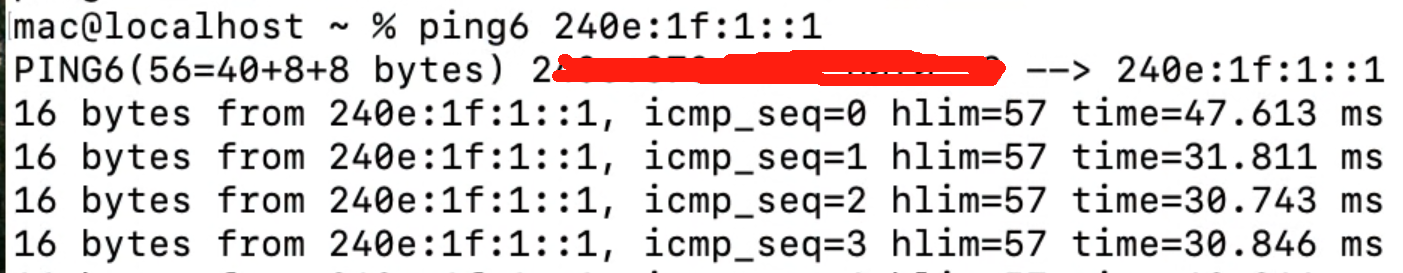 mac@localhost ~ % ping6 240e:1f:1::1
PING6(56=40+8+8 bytes) 2 --> 240e:1f:1::1
16 bytes from 240e:1f:1::1, icmp_seq=0 hlim=57 time=47.613 ms
16 bytes from 240e:1f:1::1, icmp_seq=1 hlim=57 time=31.811 ms
16 bytes from 240e:1f:1::1, icmp_seq=2 hlim=57 time=30.743 ms
16 bytes from 240e:1f:1::1, icmp_seq=3 hlim=57 time=30.846 ms